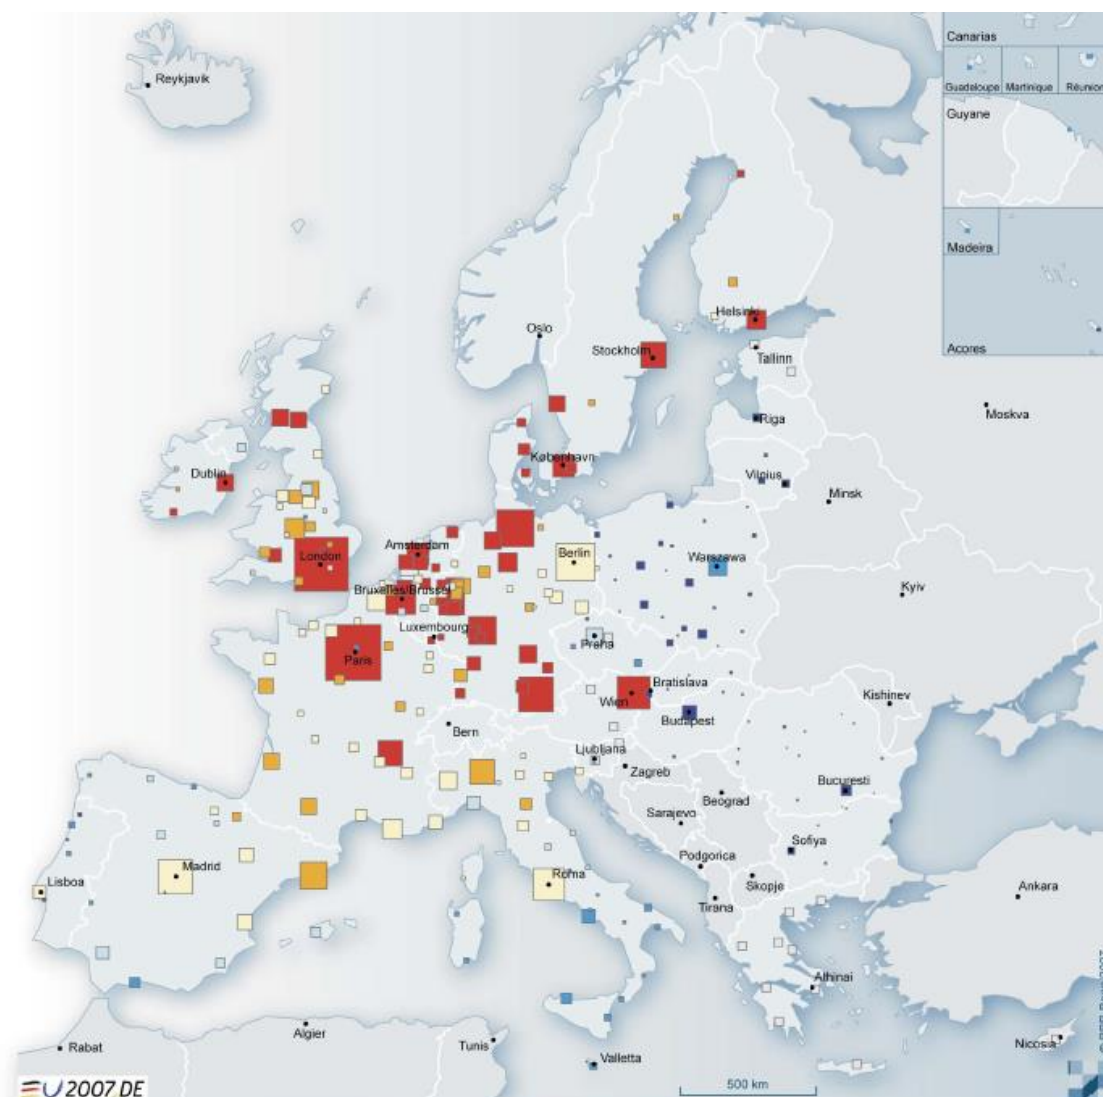 Canarias
Reykjavik
Guadeloupe
Martinique
Réunion
Guyane
Madeira
Acores
Helsinki
Oslo
Stockholm
Tallinn
Moskva
Riga
København
Dublin
Vilnius
Minsk
Amsterdam
London
Berlin
Warszawa
Bruxelles/Brussel
Kyiv
Luxembourg
Praha
Paris
Bratislava
Wien
Kishinev
Budapest
Bern
Ljubljana
Zagreb
Bucuresti
Beograd
Sarajevo
Sofiya
Podgorica
Madrid
Roma
Skopje
Lisboa
Ankara
Tirana
Athinai
Algier
Rabat
Tunis
Nicosia
Valletta
EU 2007.DE
500 km